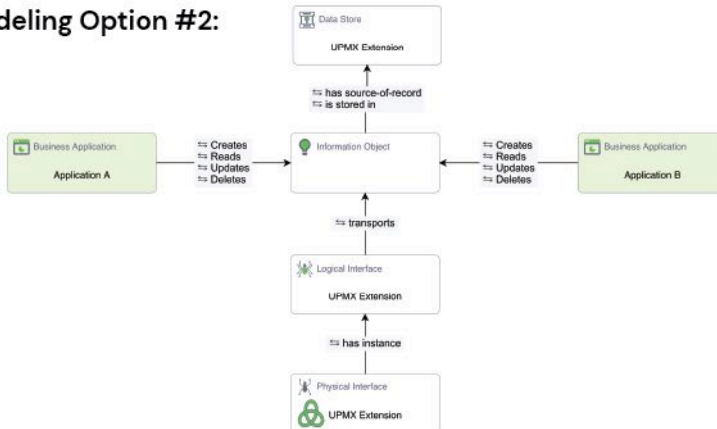 deling Option #2:
Data Store
UPMX Extension
has source-of-record
is stored in
Business Application
Application A
Creates
Reads
Updates
Deletes
Information Object
Creates
Reads
Updates
Deletes
Business Application
Application B
transports
Logical Interface
UPMX Extension
has instance
Physical Interface
UPMX Extension